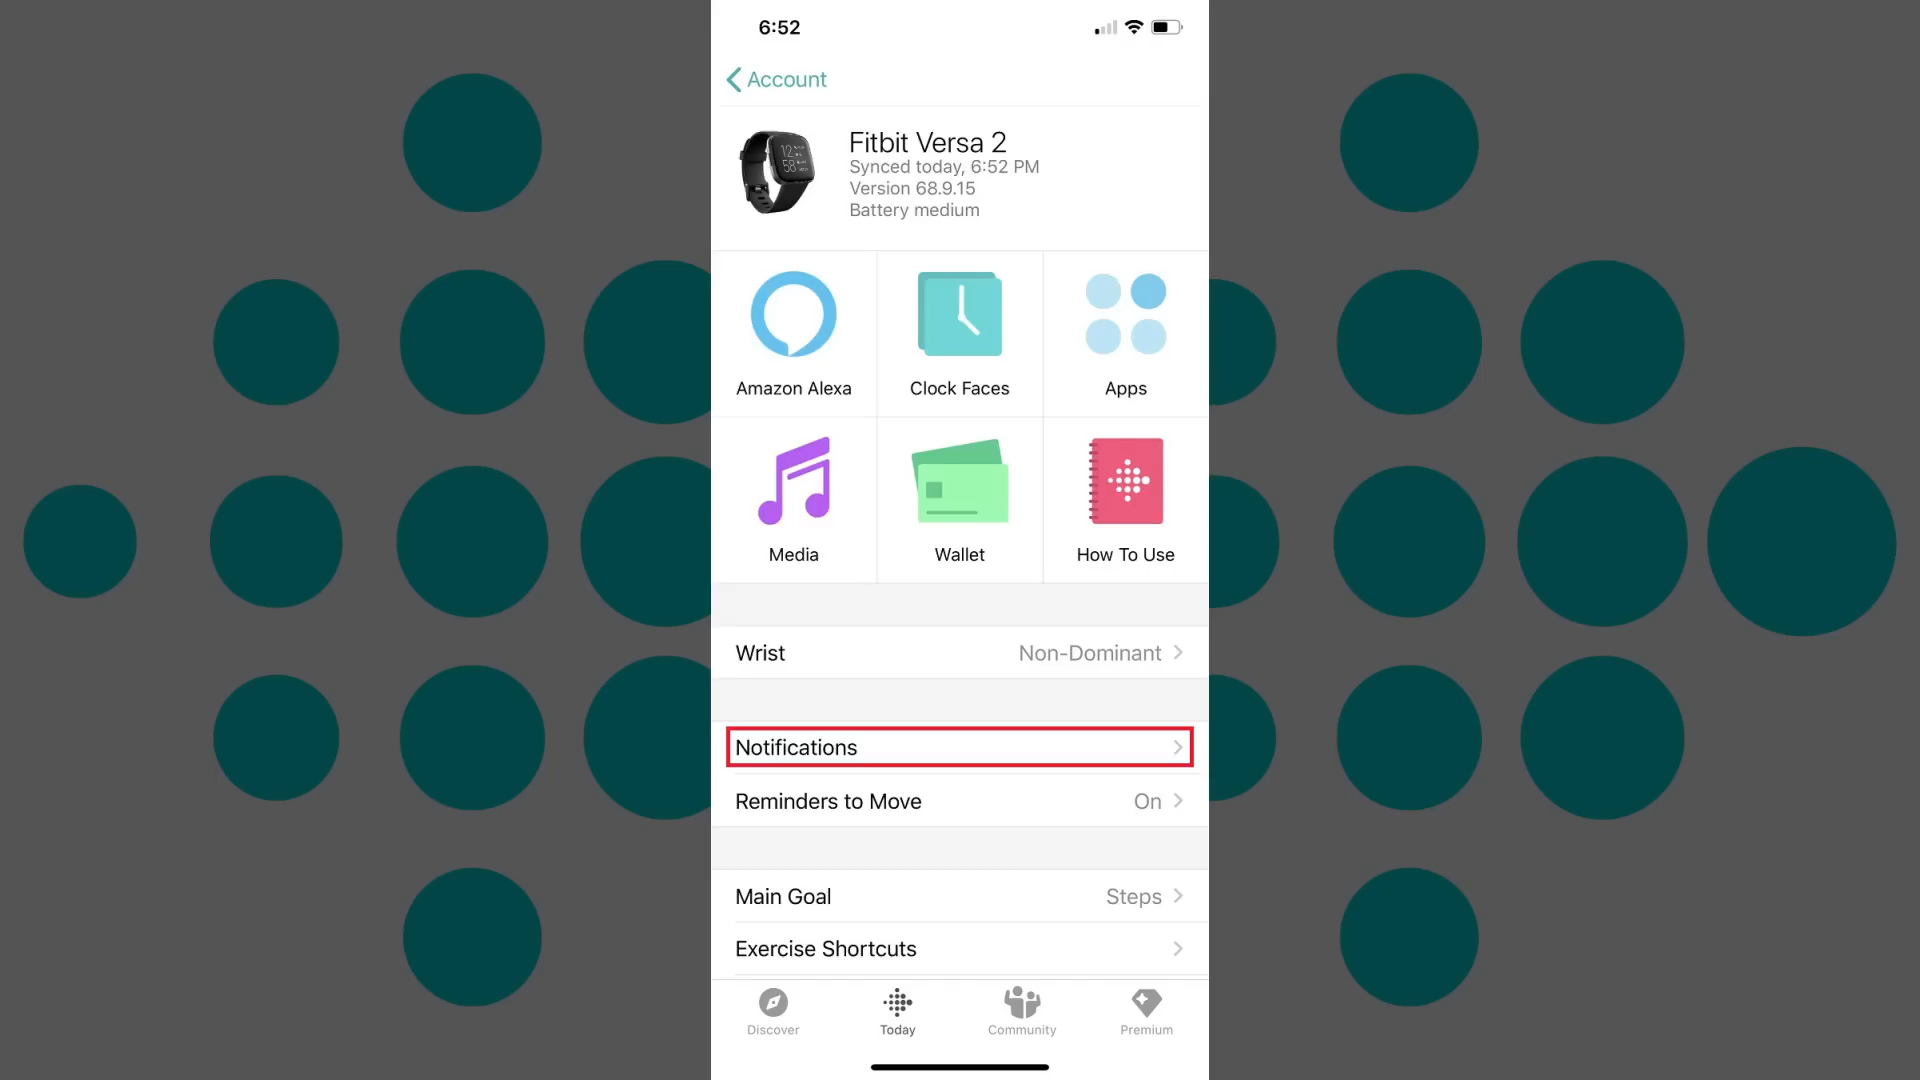 6:52
Account
Fitbit Versa 2
Synced today, 6:52 PM
Version 68.9.15
Battery medium
Amazon Alexa
Clock Faces
Apps
Media
Wallet
How To Use
Wrist Non-Dominant
Notifications
Reminders to Move On
Main Goal Steps
Exercise Shortcuts
Discover
Today
Community
Premium